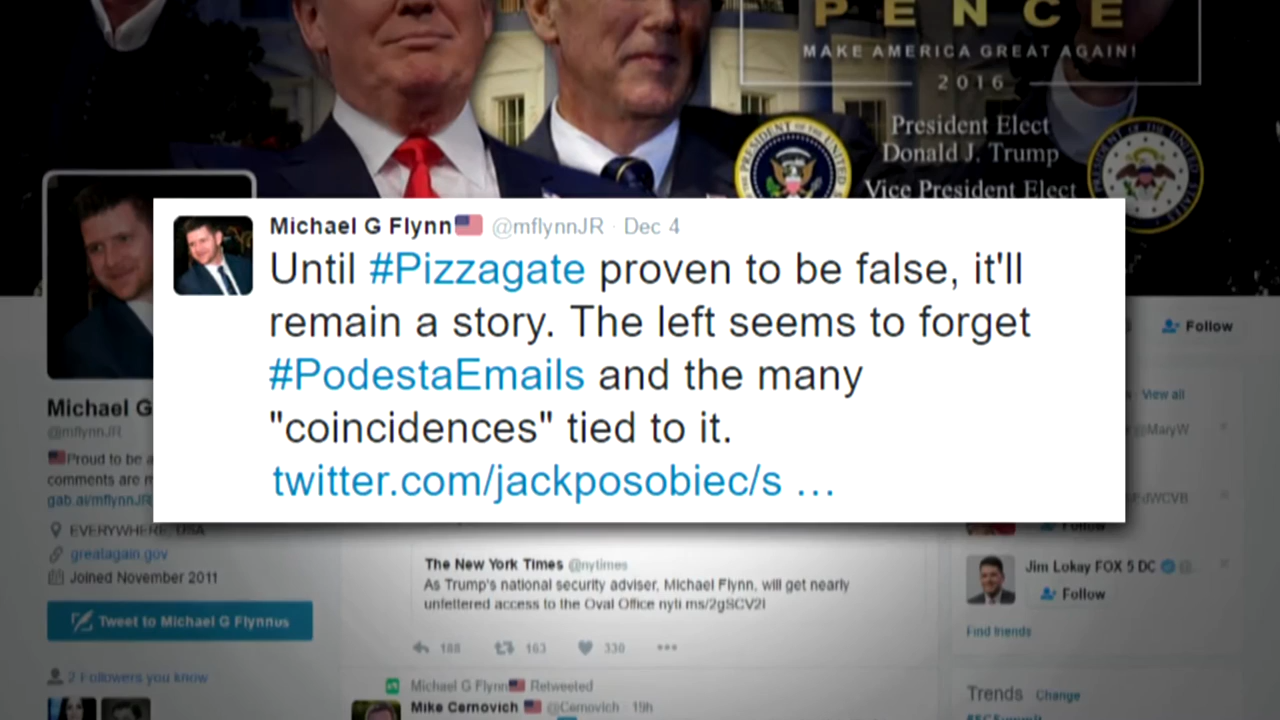 PENCE
MAKE AMERICA GREAT AGAIN!
2016
President Elect
Donald J. Trump
Vice President Elect
Michael G Flynn @mflynnJR · Dec 4
Until #Pizzagate proven to be false, it'll
remain a story. The left seems to forget
#PodestaEmails and the many
"coincidences" tied to it.
twitter.com/jackposobiec/s ...
Michael G
@mflynnJR
Proud to be a
comments are
gab.ai/mflynnJR
EVERYWHERE USA
greatagain.gov
Joined November 2011
Tweet to Michael G Flynn
2 Followers you know
The New York Times @nytimes
As Trump's national security adviser, Michael Flynn, will get nearly
unfettered access to the Oval Office nyti.ms/2gSCV2I
188 163 330
Michael G Flynn Retweeted
Mike Cernovich @Cernovich · 19h
Follow
View all
@MaryW
Follow
Jim Lokay FOX 5 DC
Follow
Find friends
Trends Change